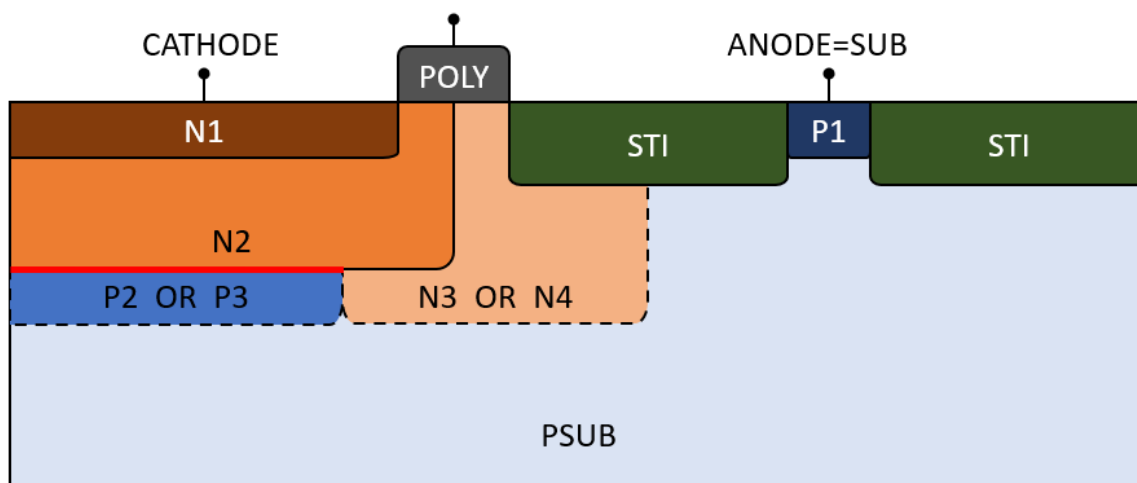 CATHODE
POLY
ANODE=SUB
N1
STI
P1
STI
N2
P2 OR P3
N3 OR N4
PSUB